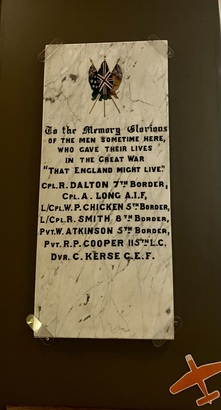 To the Memory Glorious
OF THE MEN SOMETIME HERE,
WHO GAVE THEIR LIVES
IN THE GREAT WAR
"THAT ENGLAND MIGHT LIVE."
CPL. R. DALTON 7TH BORDER,
CPL. A. LONG A.I.F,
L/CPL. W.P. CHICKEN 5TH BORDER,
L/CPL. R. SMITH 8TH BORDER,
PVT. W. ATKINSON 5TH BORDER,
PVT. R.P. COOPER 115TH L.C.
DVR. C. KERSE C.E.F.